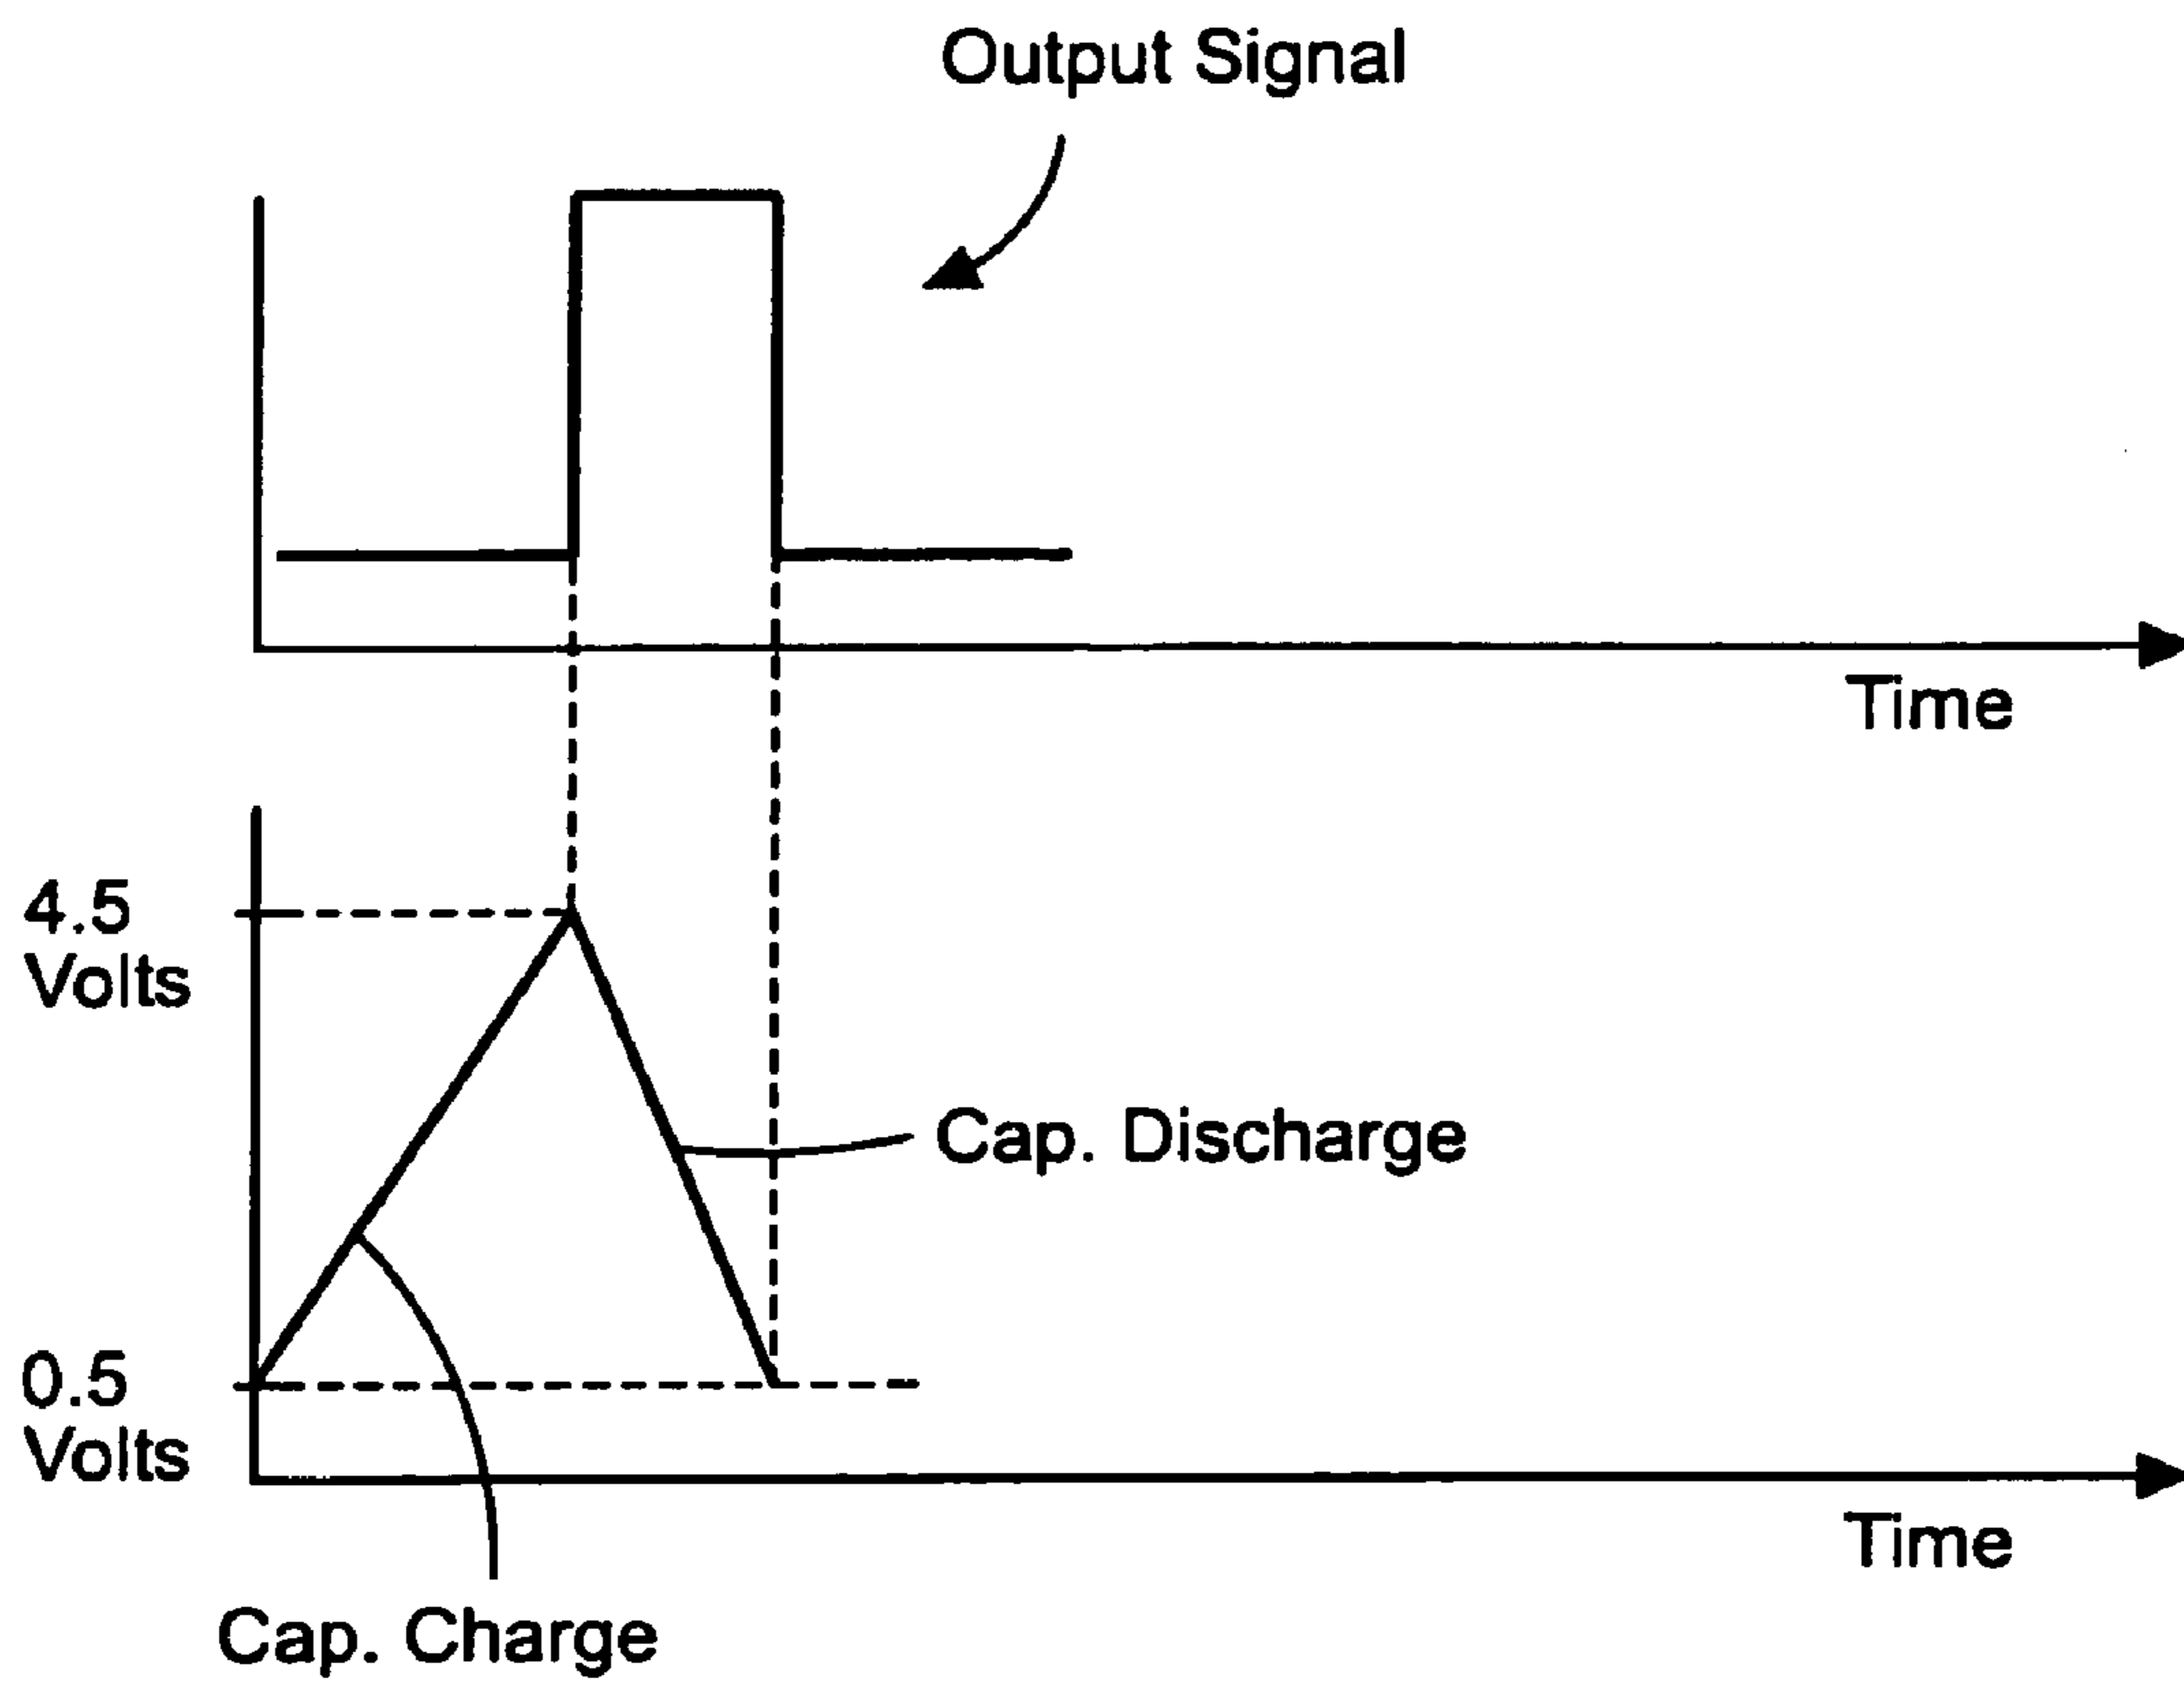 Output Signal
Time
4.5
Volts
Cap. Discharge
0.5
Volts
Time
Cap. Charge